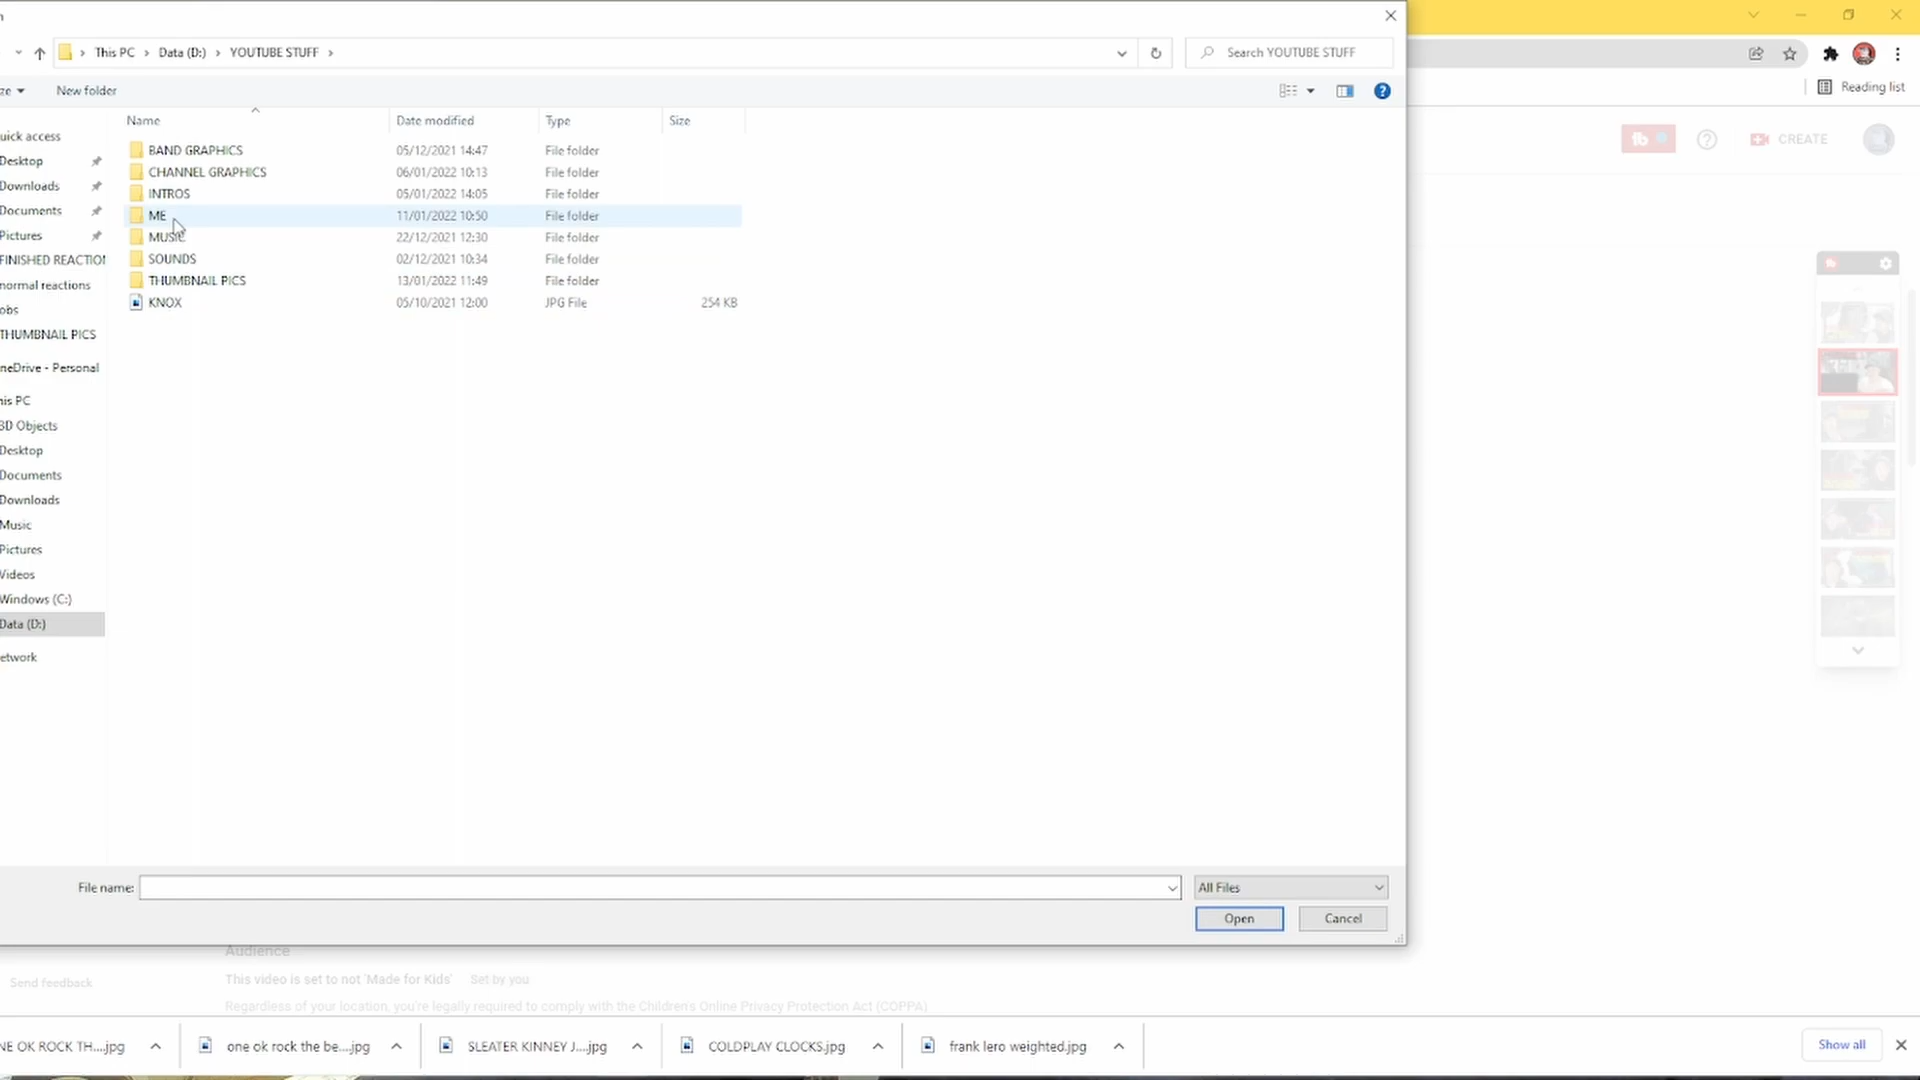 This PC > Data (D:) > YOUTUBE STUFF >
Search YOUTUBE STUFF
Reading list
ze
New folder
CREATE
Name
Date modified
Type
Size
uick access
Desktop
Downloads
Documents
Pictures
FINISHED REACTIO
normal reactions
obs
THUMBNAIL PICS
neDrive - Personal
his PC
3D Objects
Desktop
Documents
Downloads
Music
Pictures
Videos
Windows (C:)
Data (D:)
etwork
BAND GRAPHICS 05/12/2021 14:47 File folder
CHANNEL GRAPHICS 06/01/2022 10:13 File folder
INTROS 05/01/2022 14:05 File folder
ME 11/01/2022 10:50 File folder
MUSIC 22/12/2021 12:30 File folder
SOUNDS 02/12/2021 10:34 File folder
THUMBNAIL PICS 13/01/2022 11:49 File folder
KNOX 05/10/2021 12:00 JPG File 254 KB
File name:
All Files
Open
Cancel
Audience
This video is set to not 'Made for Kids' Set by you
Send feedback
Regardless of your location, you're legally required to comply with the Children's Online Privacy Protection Act (COPPA)
NE OK ROCK TH....jpg
one ok rock the be....jpg
SLEATER KINNEY J....jpg
COLDPLAY CLOCKS.jpg
frank lero weighted.jpg
Show all